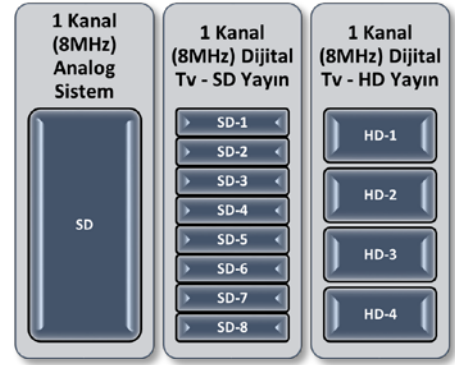 1 Kanal
(8MHz)
Analog
Sistem
SD
1 Kanal
(8MHz) Dijital
Tv - SD Yayın
SD-1
SD-2
SD-3
SD-4
SD-5
SD-6
SD-7
SD-8
1 Kanal
(8MHz) Dijital
Tv - HD Yayın
HD-1
HD-2
HD-3
HD-4